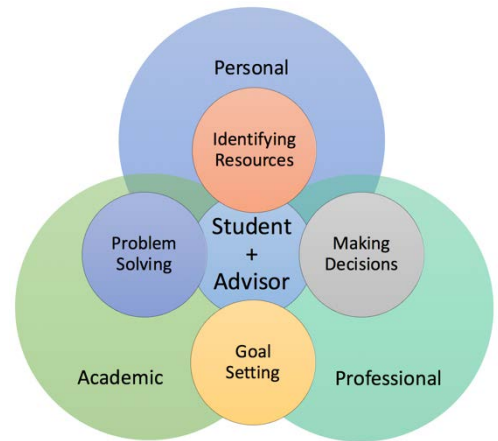 Personal
Identifying
Resources
Problem
Solving
Student
+
Advisor
Making
Decisions
Goal
Setting
Academic
Professional